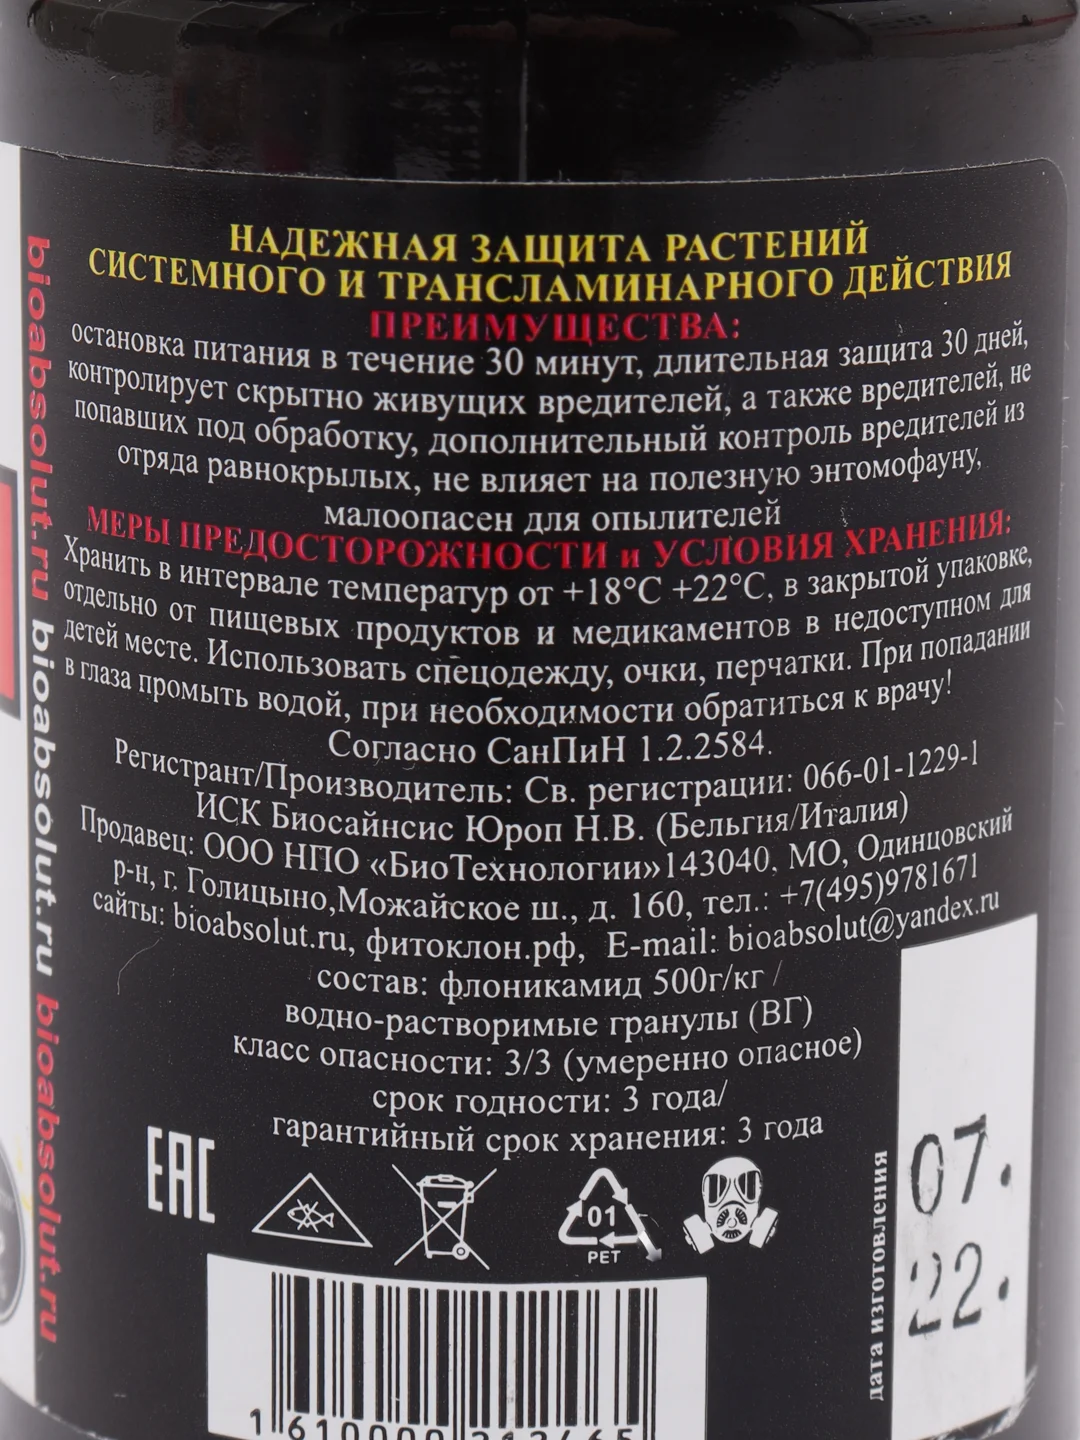 НАДЕЖНАЯ ЗАЩИТА РАСТЕНИЙ
СИСТЕМНОГО И ТРАНСЛАМИНАРНОГО ДЕЙСТВИЯ
ПРЕИМУЩЕСТВА:
остановка питания в течение 30 минут, длительная защита 30 дней,
контролирует скрытно живущих вредителей, а также вредителей, не
попавших под обработку, дополнительный контроль вредителей из
отряда равнокрылых, не влияет на полезную энтомофауну,
малоопасен для опылителей
МЕРЫ ПРЕДОСТОРОЖНОСТИ и УСЛОВИЯ ХРАНЕНИЯ:
Хранить в интервале температур от +18°С +22°С, в закрытой упаковке,
отдельно от пищевых продуктов и медикаментов в недоступном для
детей месте. Использовать спецодежду, очки, перчатки. При попадании
в глаза промыть водой, при необходимости обратиться к врачу!
Согласно СанПиН 1.2.2584.
Регистрант/Производитель: Св. регистрации: 066-01-1229-1
ИСК Биосайнсис Юроп Н.В. (Бельгия/Италия)
Продавец: ООО НПО «БиоТехнологии»143040, МО, Одинцовский
р-н, г. Голицыно,Можайское ш., д. 160, тел.: +7(495)9781671
сайты: bioabsolut.ru, фитоклон.рф, E-mail: bioabsolut@yandex.ru
состав: флоникамид 500г/кг /
водно-растворимые гранулы (ВГ)
класс опасности: 3/3 (умеренно опасное)
срок годности: 3 года/
гарантийный срок хранения: 3 года
bioabsolut.ru bioabsolut.ru bioabsolut.ru
ЕАС
01
PET
дата изготовления
07.
22.
1 610000 212465